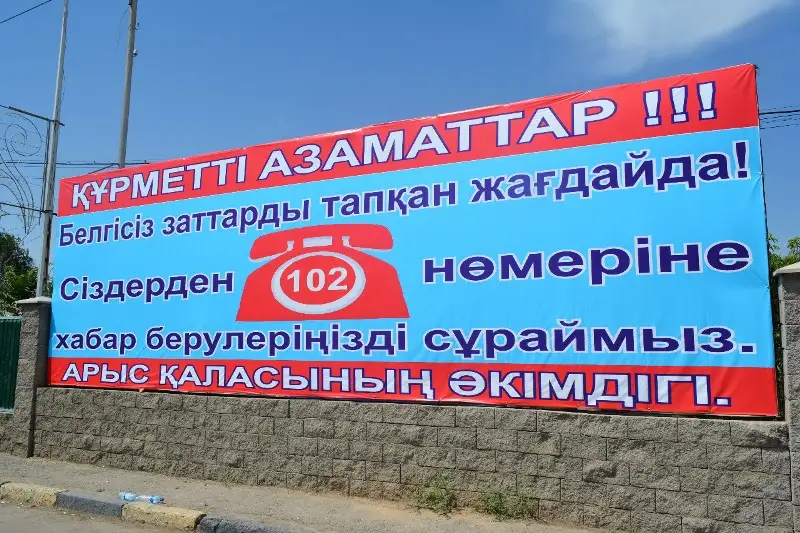 ҚҰРМЕТТІ АЗАМАТТАР !!!
Белгісіз заттарды тапқан жағдайда!
Сіздерден 102 нөмеріне
хабар берулеріңізді сұраймыз.
АРЫС ҚАЛАСЫНЫҢ ӘКІМДІГІ.